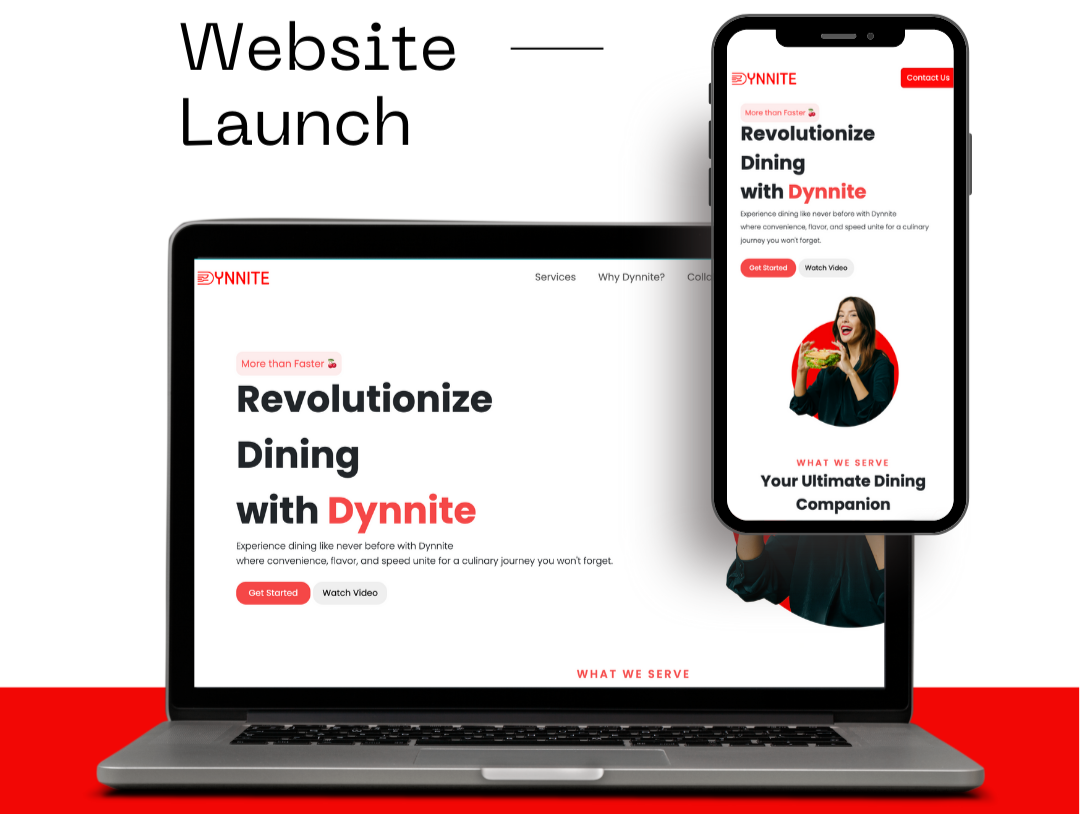 Website
Launch
DYNNITE
Services Why Dynnite?
More than Faster 🍒
Revolutionize
Dining
with Dynnite
Experience dining like never before with Dynnite
where convenience, flavor, and speed unite for a culinary journey you won't forget.
Get Started Watch Video
WHAT WE SERVE
DYNNITE
Contact Us
More than Faster 🍒
Revolutionize
Dining
with Dynnite
Experience dining like never before with Dynnite
where convenience, flavor, and speed unite for a culinary
journey you won't forget.
Get Started Watch Video
WHAT WE SERVE
Your Ultimate Dining
Companion